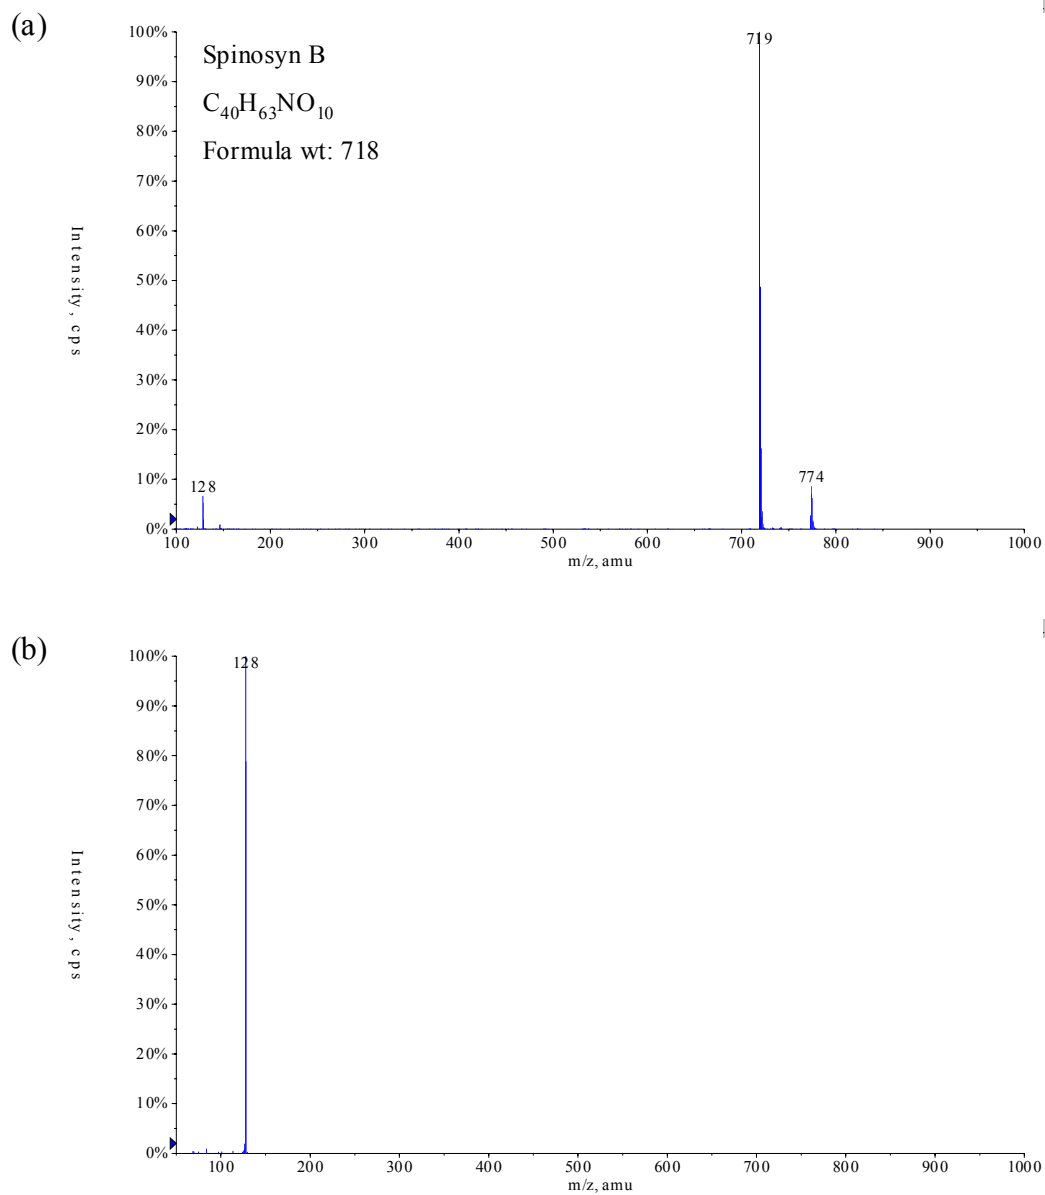 (a)
100%
90%
80%
70%
60%
50%
40%
30%
20%
10%
0%
Intensity, cps
Spinosyn B
C40H63NO10
Formula wt: 718
719
774
128
100 200 300 400 500 600 700 800 900 1000
m/z, amu
(b)
100%
90%
80%
70%
60%
50%
40%
30%
20%
10%
0%
Intensity, cps
128
100 200 300 400 500 600 700 800 900 1000
m/z, amu